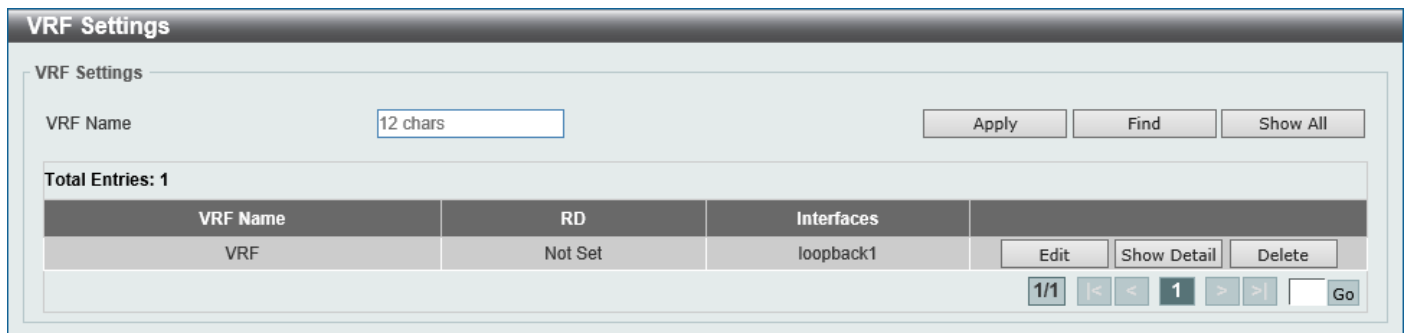 VRF Settings
VRF Settings
VRF Name 12 chars Apply Find Show All
Total Entries: 1
VRF Name RD Interfaces
VRF Not Set loopback1 Edit Show Detail Delete
1/1 |< < 1 > >| Go